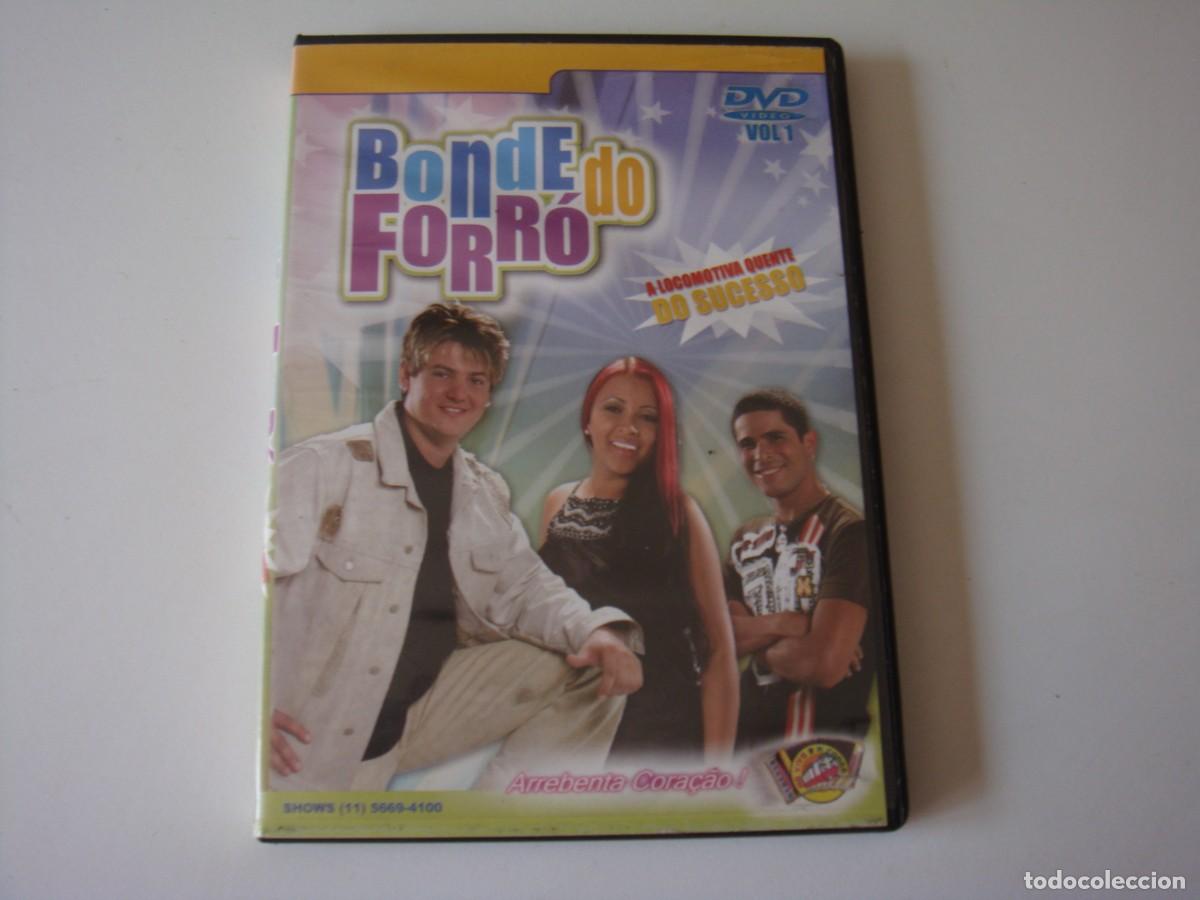 DVD
VIDEO
VOL 1
BONDE do
FORRÓ
A LOCOMOTIVA QUENTE
DO SUCESSO
Arrebenta Coração !
SHOWS (11) 5669-4100
todocoleccion